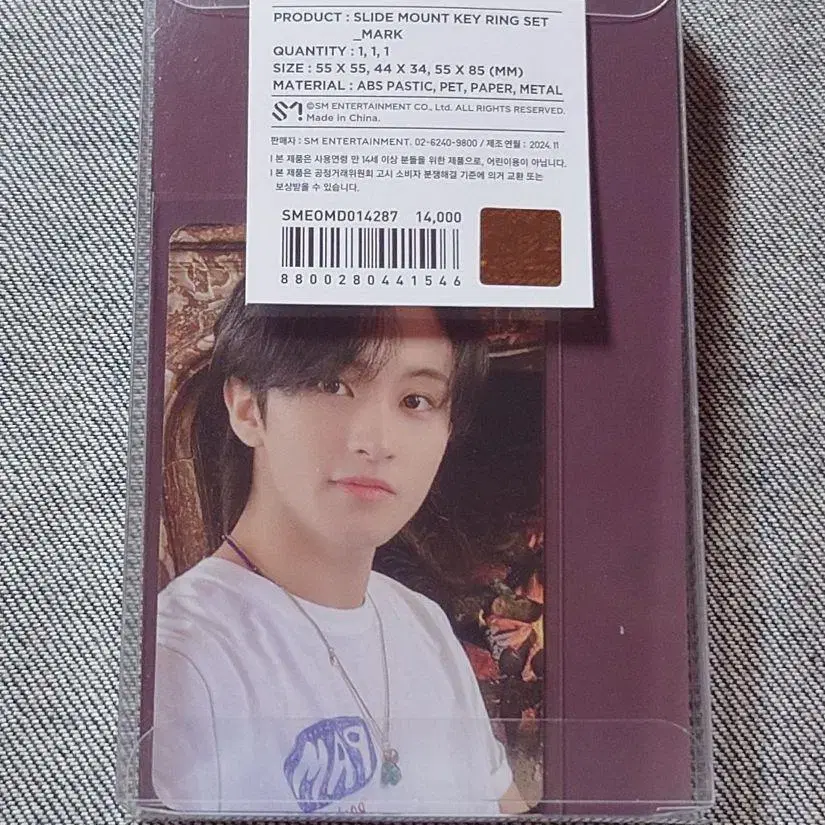 PRODUCT : SLIDE MOUNT KEY RING SET
_MARK
QUANTITY : 1, 1, 1
SIZE : 55 X 55, 44 X 34, 55 X 85 (MM)
MATERIAL : ABS PASTIC, PET, PAPER, METAL
SM ©SM ENTERTAINMENT CO., Ltd. ALL RIGHTS RESERVED.
Made in China.
판매자 : SM ENTERTAINMENT. 02-6240-9800 / 제조연월 : 2024.11
l 본 제품은 사용연령 만 14세 이상 분들을 위한 제품으로, 어린이용이 아닙니다.
l 본 제품은 공정거래위원회 고시 소비자 분쟁해결 기준에 의거 교환 또는
보상받을 수 있습니다.
SMEOMD014287 14,000
8800280441546
MAP